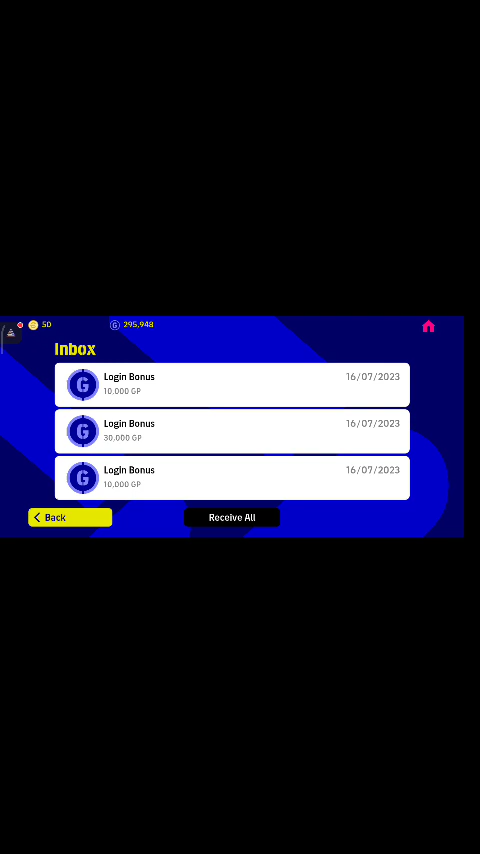 50
G 295,948
Inbox
G
Login Bonus
16/07/2023
10,000 GP
G
Login Bonus
16/07/2023
30,000 GP
G
Login Bonus
16/07/2023
10,000 GP
Back
Receive All